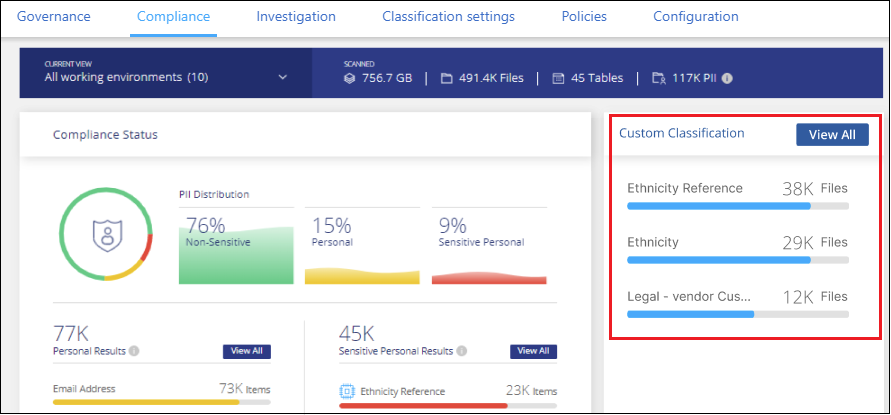 Governance Compliance Investigation Classification settings Policies Configuration
CURRENT VIEW
All working environments (10)
SCANNED
756.7 GB | 491.4K Files | 45 Tables | 117K PII
Compliance Status
PII Distribution
76%
Non-Sensitive
15%
Personal
9%
Sensitive Personal
77K
Personal Results
View All
Email Address 73K Items
45K
Sensitive Personal Results
View All
Ethnicity Reference 23K Items
Custom Classification View All
Ethnicity Reference 38K Files
Ethnicity 29K Files
Legal - vendor Cus... 12K Files